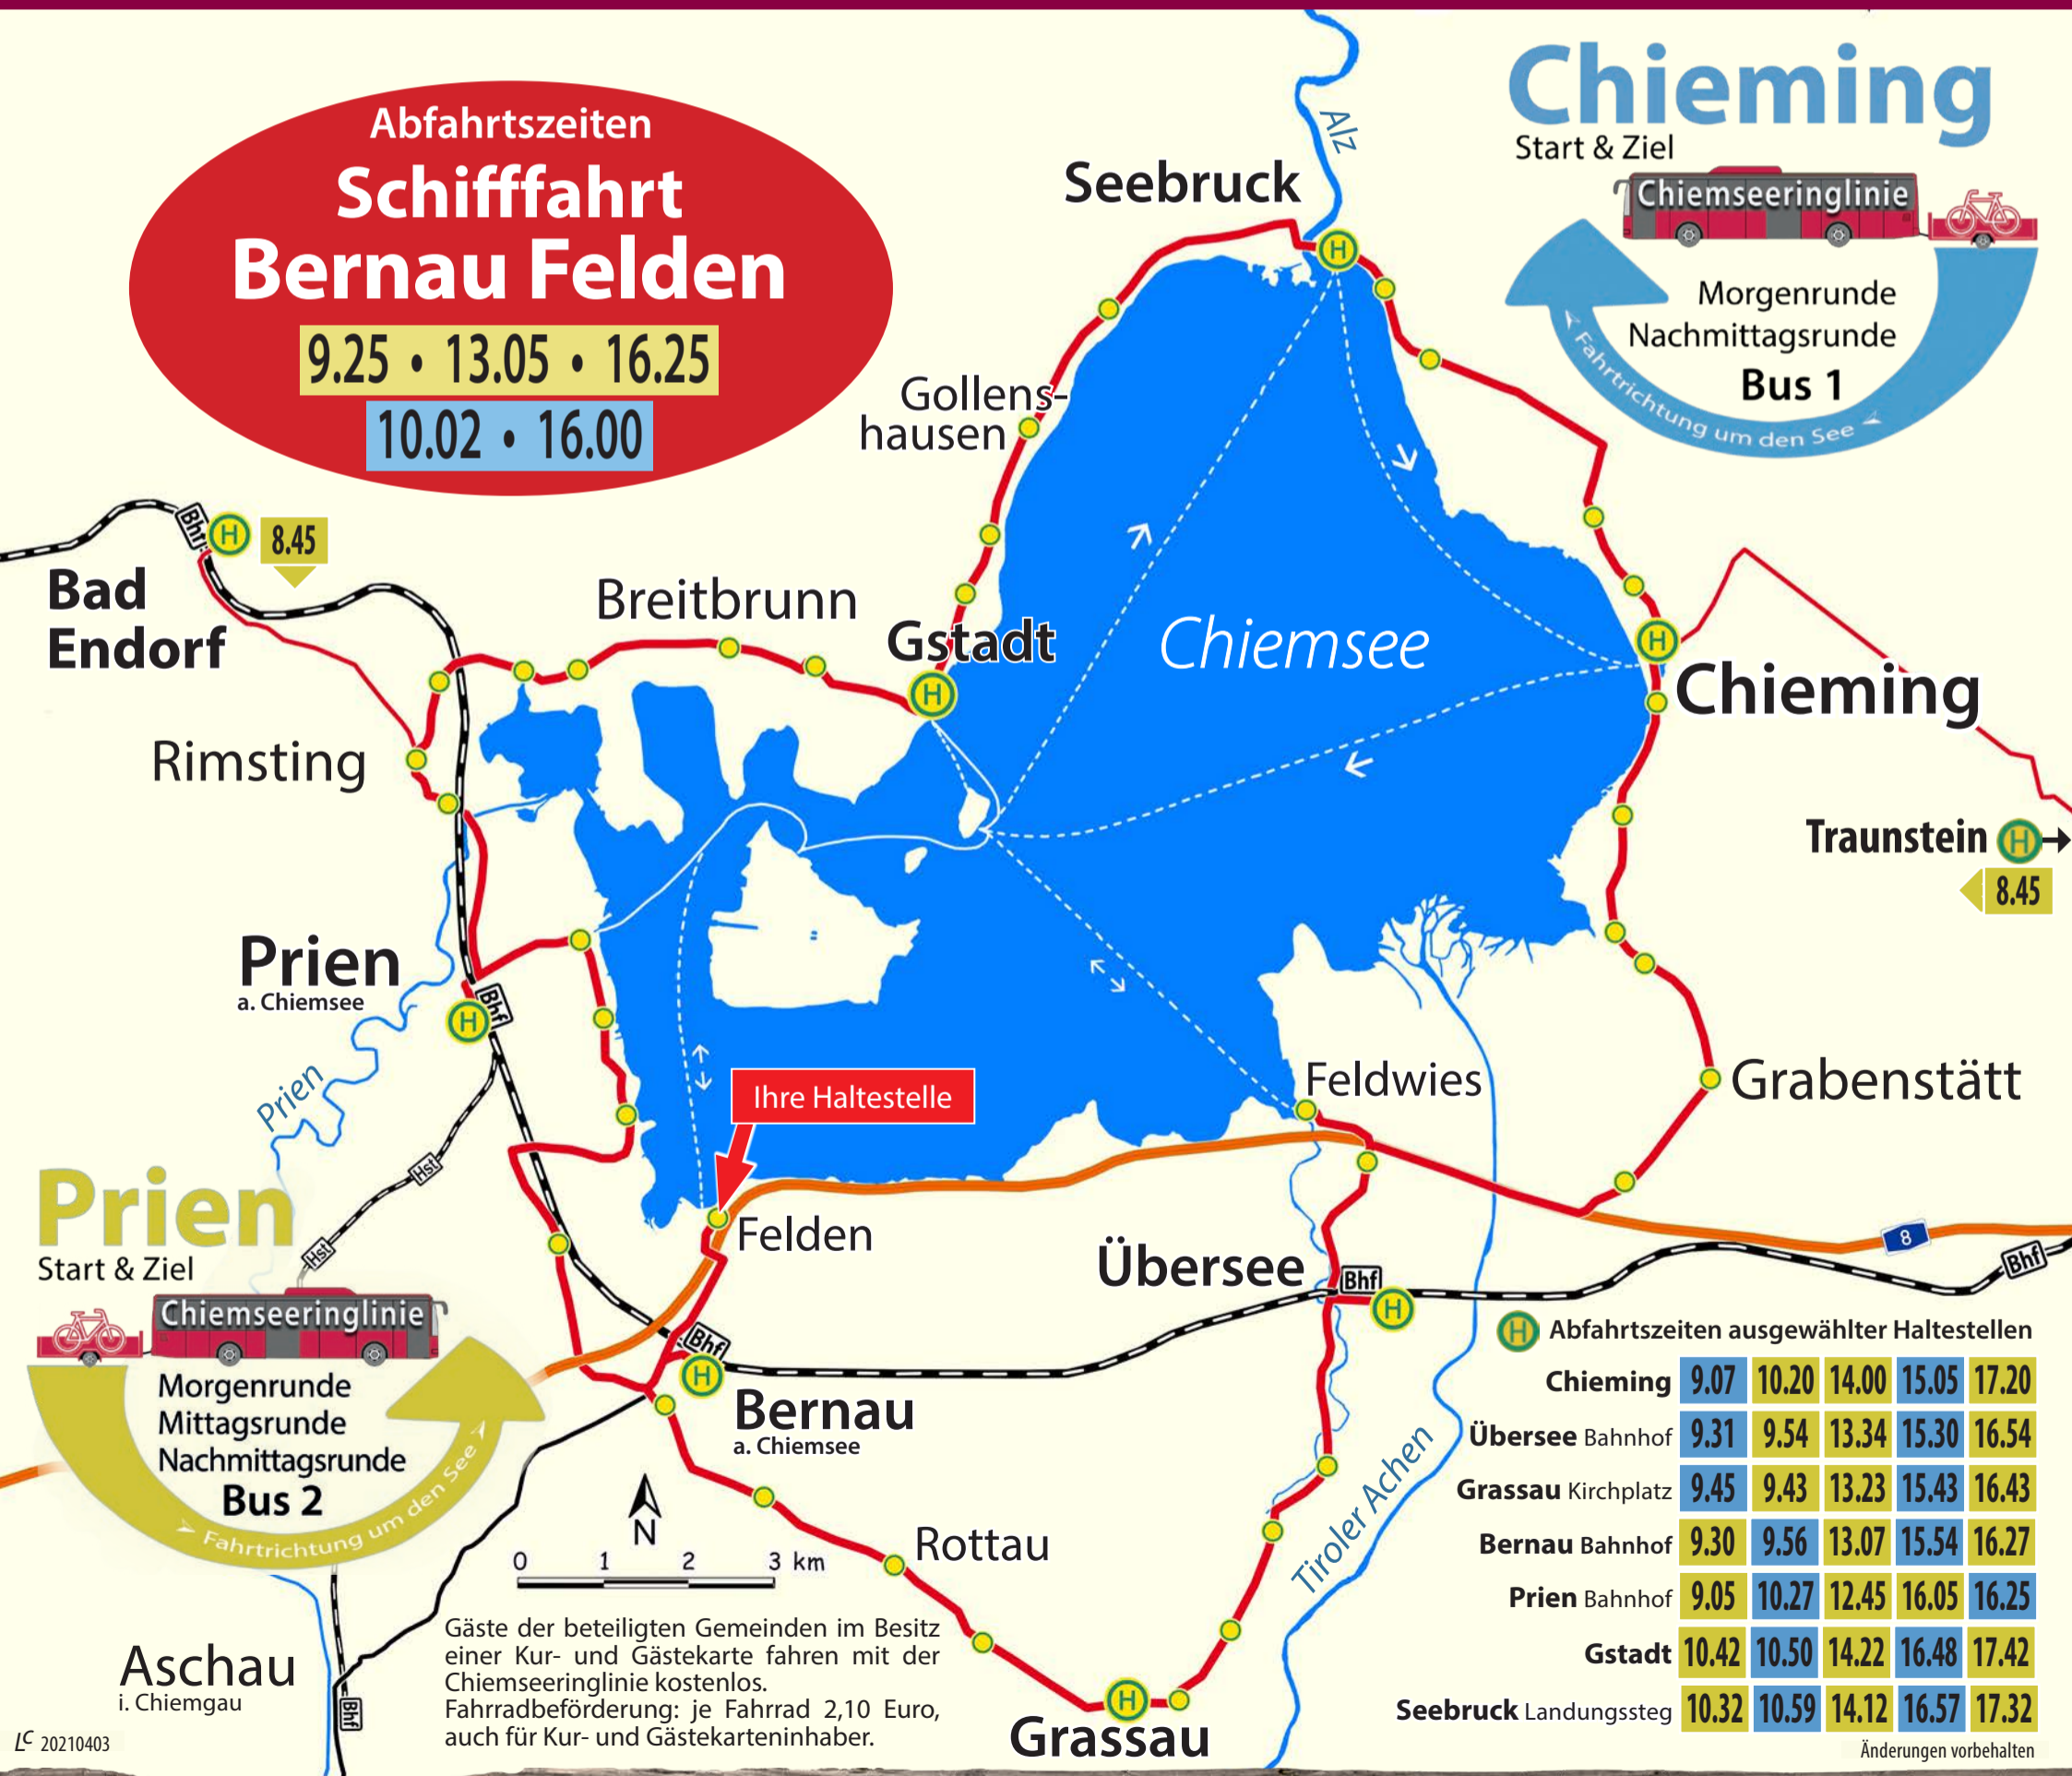 Abfahrtszeiten
Schifffahrt
Bernau Felden
9.25 • 13.05 • 16.25
10.02 • 16.00
Chieming
Start & Ziel
Chiemseeringlinie
Morgenrunde
Nachmittagsrunde
Bus 1
Fahrtrichtung um den See
Alz
Seebruck
H
Gollens-
hausen
Bhf
H
8.45
Bad
Endorf
Breitbrunn
Gstadt
H
Chiemsee
H
Chieming
Rimsting
Traunstein H
8.45
Prien
a. Chiemsee
Bhf
H
Prien
Ihre Haltestelle
Feldwies
Grabenstätt
Hst
Hst
Felden
Übersee
Bhf
H
8
Bhf
Prien
Start & Ziel
Chiemseeringlinie
Morgenrunde
Mittagsrunde
Nachmittagsrunde
Bus 2
Fahrtrichtung um den See
Bhf
H
Bernau
a. Chiemsee
N
0 1 2 3 km
Rottau
Tiroler Achen
H
Grassau
Aschau
i. Chiemgau
Bhf
Gäste der beteiligten Gemeinden im Besitz
einer Kur- und Gästekarte fahren mit der
Chiemseeringlinie kostenlos.
Fahrradbeförderung: je Fahrrad 2,10 Euro,
auch für Kur- und Gästekarteninhaber.
H Abfahrtszeiten ausgewählter Haltestellen
Chieming 9.07 10.20 14.00 15.05 17.20
Übersee Bahnhof 9.31 9.54 13.34 15.30 16.54
Grassau Kirchplatz 9.45 9.43 13.23 15.43 16.43
Bernau Bahnhof 9.30 9.56 13.07 15.54 16.27
Prien Bahnhof 9.05 10.27 12.45 16.05 16.25
Gstadt 10.42 10.50 14.22 16.48 17.42
Seebruck Landungssteg 10.32 10.59 14.12 16.57 17.32
Änderungen vorbehalten
LC 20210403